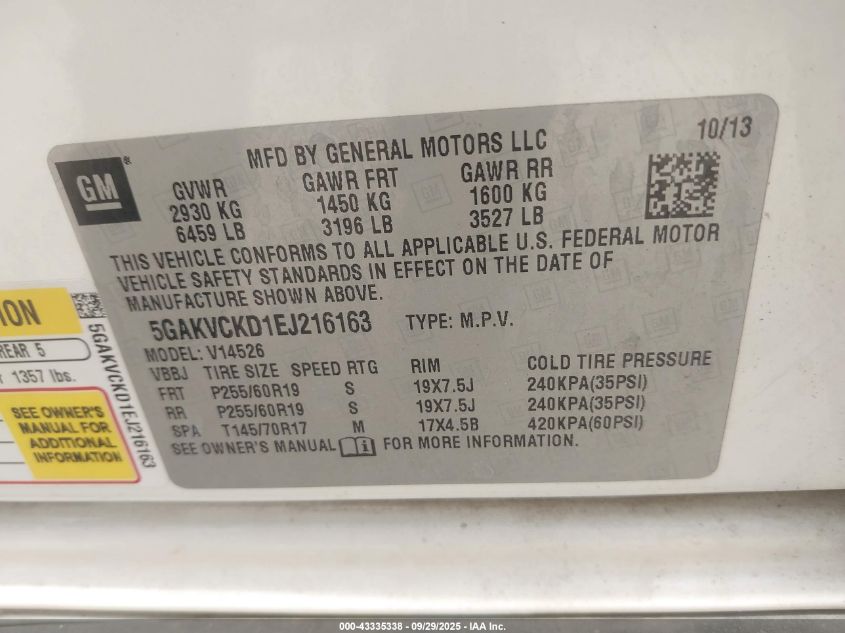 10/13
MFD BY GENERAL MOTORS LLC
GM
®
GVWR GAWR FRT GAWR RR
2930 KG 1450 KG 1600 KG
6459 LB 3196 LB 3527 LB
THIS VEHICLE CONFORMS TO ALL APPLICABLE U.S. FEDERAL MOTOR
VEHICLE SAFETY STANDARDS IN EFFECT ON THE DATE OF
MANUFACTURE SHOWN ABOVE.
5GAKVCKD1EJ216163 TYPE: M.P.V.
MODEL: V14526
VBBJ TIRE SIZE SPEED RTG RIM COLD TIRE PRESSURE
FRT P255/60R19 S 19X7.5J 240KPA(35PSI)
RR P255/60R19 S 19X7.5J 240KPA(35PSI)
SPA T145/70R17 M 17X4.5B 420KPA(60PSI)
SEE OWNER'S MANUAL i FOR MORE INFORMATION.
REAR 5
1357 lbs.
SEE OWNER'S
MANUAL FOR
ADDITIONAL
INFORMATION
5GAKVCKD1EJ216163
000-43335338 - 09/29/2025 - IAA Inc.